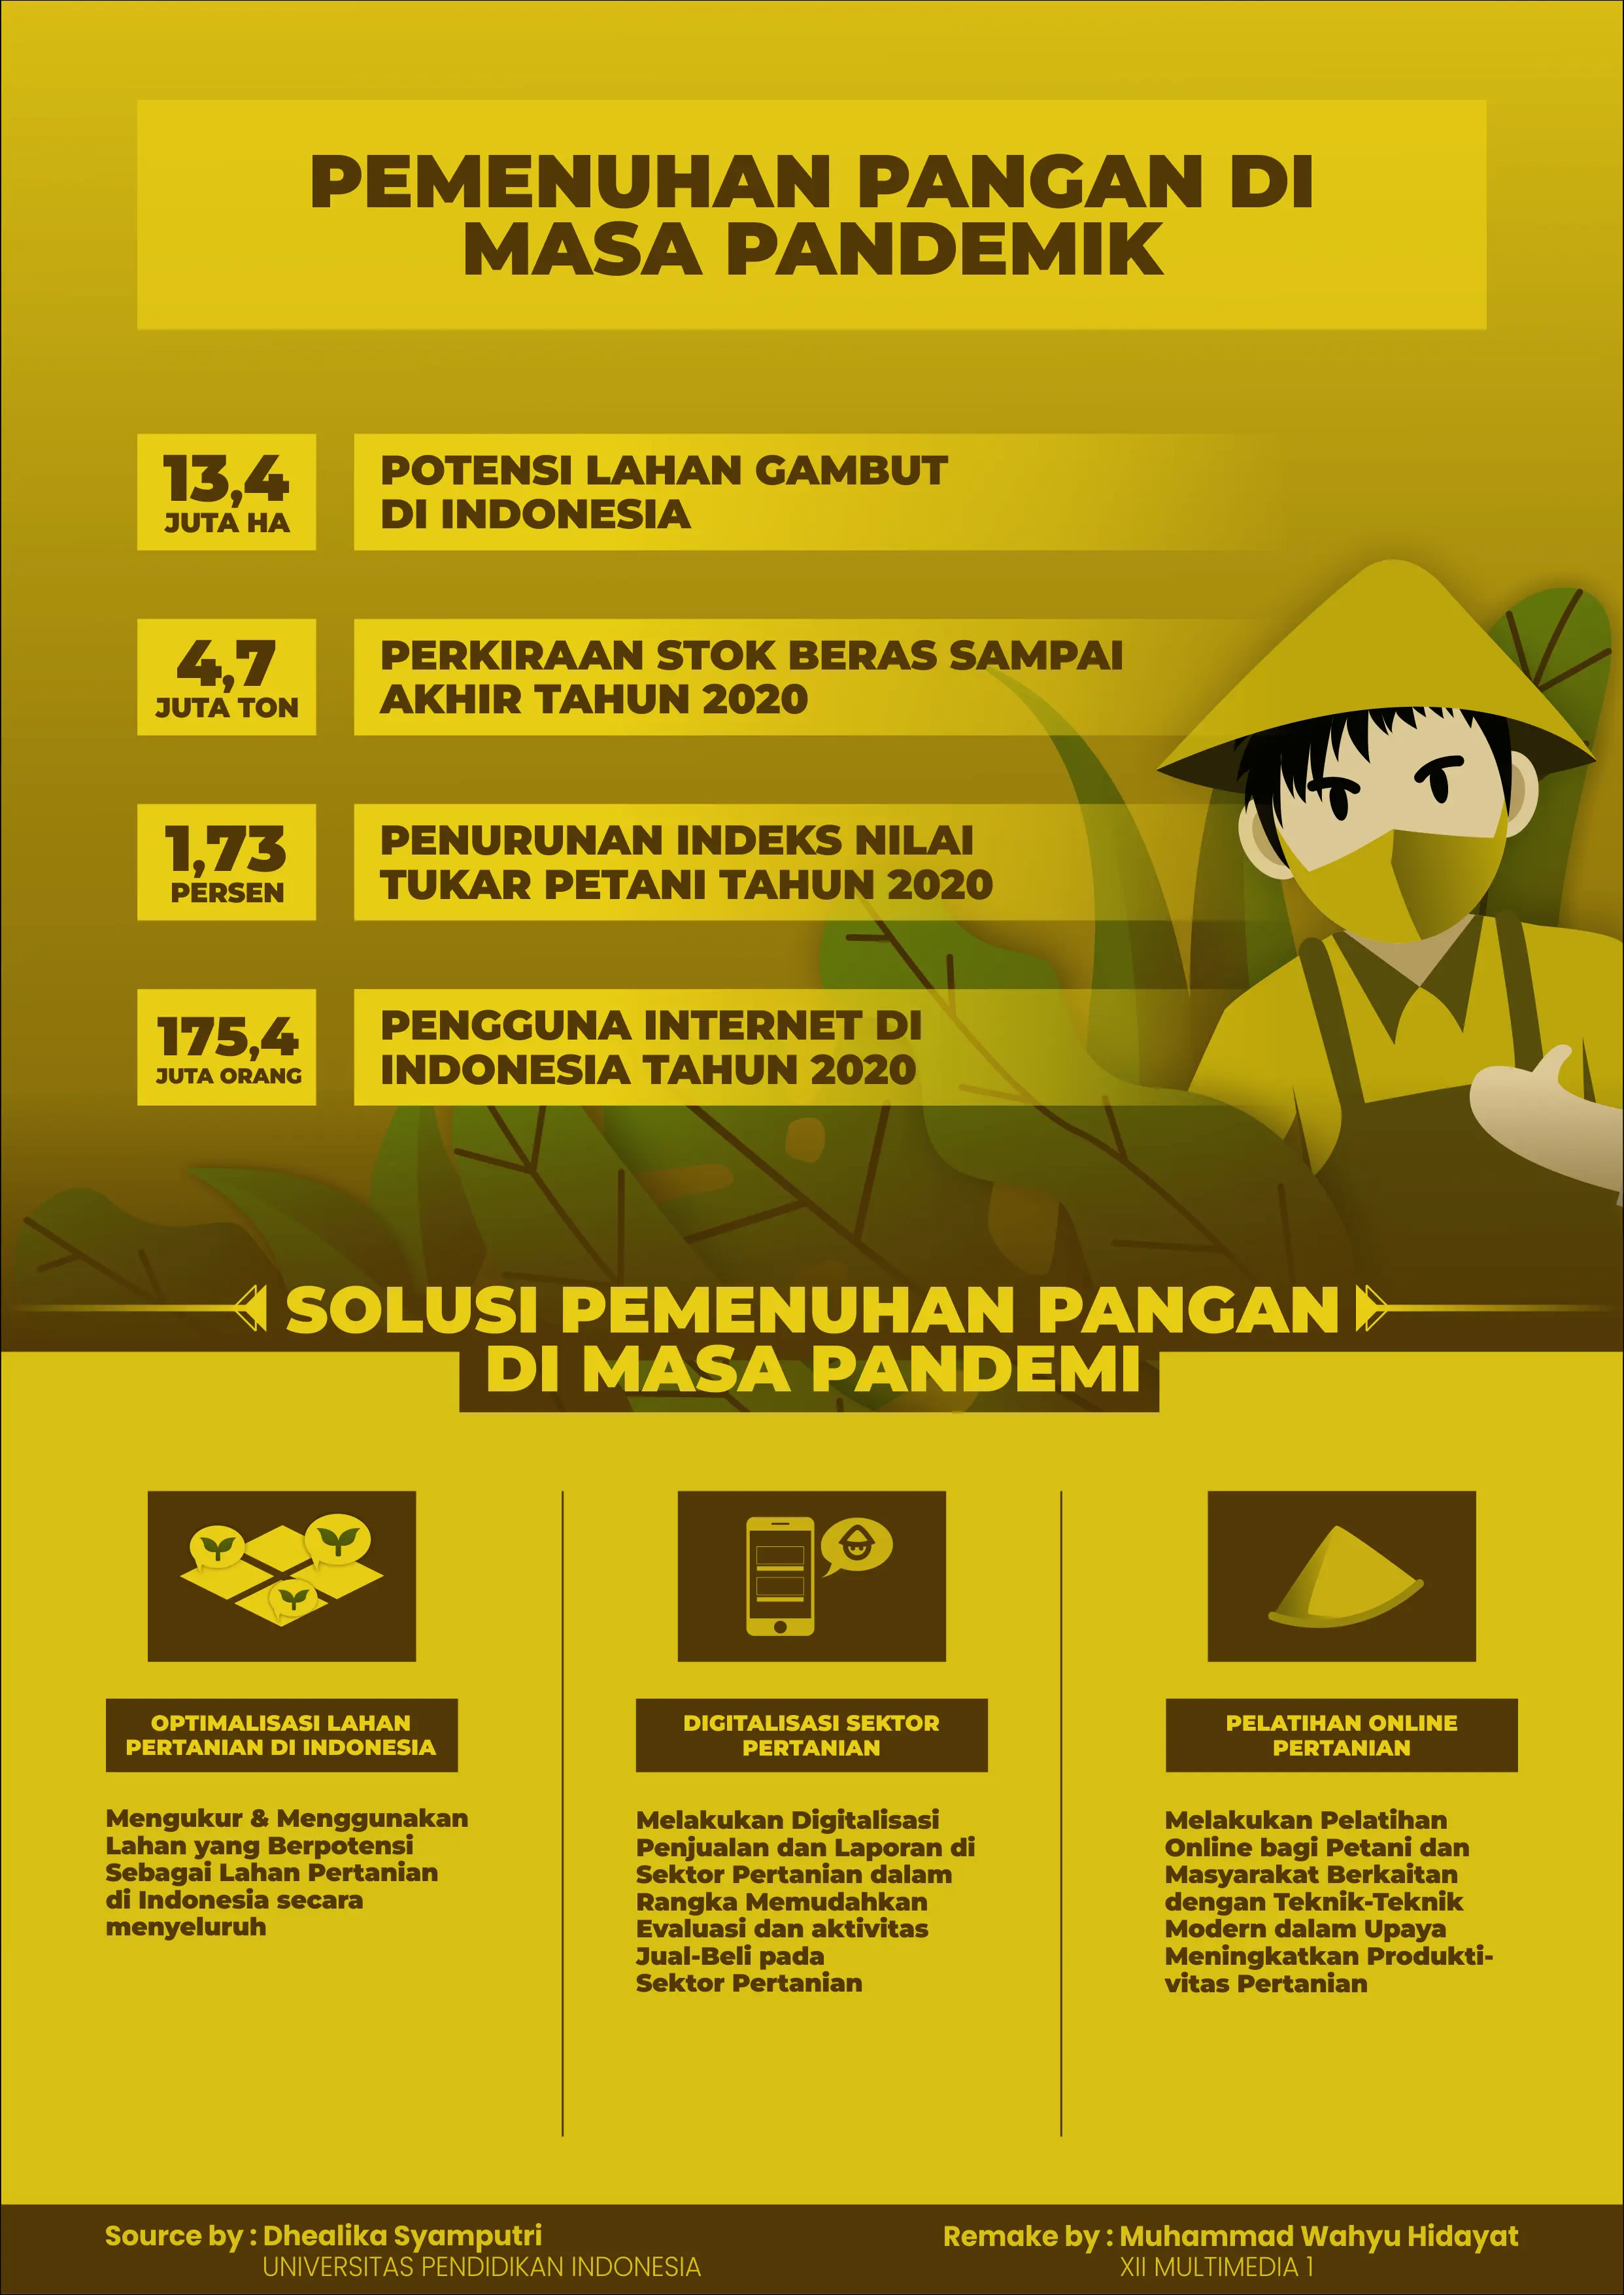 PEMENUHAN PANGAN DI
MASA PANDEMIK
13,4
JUTA HA
POTENSI LAHAN GAMBUT
DI INDONESIA
4,7
JUTA TON
PERKIRAAN STOK BERAS SAMPAI
AKHIR TAHUN 2020
1,73
PERSEN
PENURUNAN INDEKS NILAI
TUKAR PETANI TAHUN 2020
175,4
JUTA ORANG
PENGGUNA INTERNET DI
INDONESIA TAHUN 2020
SOLUSI PEMENUHAN PANGAN
DI MASA PANDEMI
OPTIMALISASI LAHAN
PERTANIAN DI INDONESIA
Mengukur & Menggunakan
Lahan yang Berpotensi
Sebagai Lahan Pertanian
di Indonesia secara
menyeluruh
DIGITALISASI SEKTOR
PERTANIAN
Melakukan Digitalisasi
Penjualan dan Laporan di
Sektor Pertanian dalam
Rangka Memudahkan
Evaluasi dan aktivitas
Jual-Beli pada
Sektor Pertanian
PELATIHAN ONLINE
PERTANIAN
Melakukan Pelatihan
Online bagi Petani dan
Masyarakat Berkaitan
dengan Teknik-Teknik
Modern dalam Upaya
Meningkatkan Produkti-
vitas Pertanian
Source by : Dhealika Syamputri
UNIVERSITAS PENDIDIKAN INDONESIA
Remake by : Muhammad Wahyu Hidayat
XII MULTIMEDIA 1